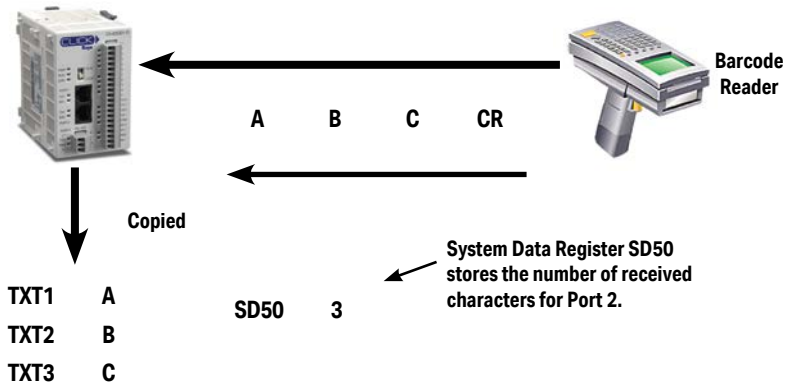 CLICK
Barcode
Reader
A B C CR
Copied
System Data Register SD50
stores the number of received
characters for Port 2.
TXT1 A
SD50 3
TXT2 B
TXT3 C